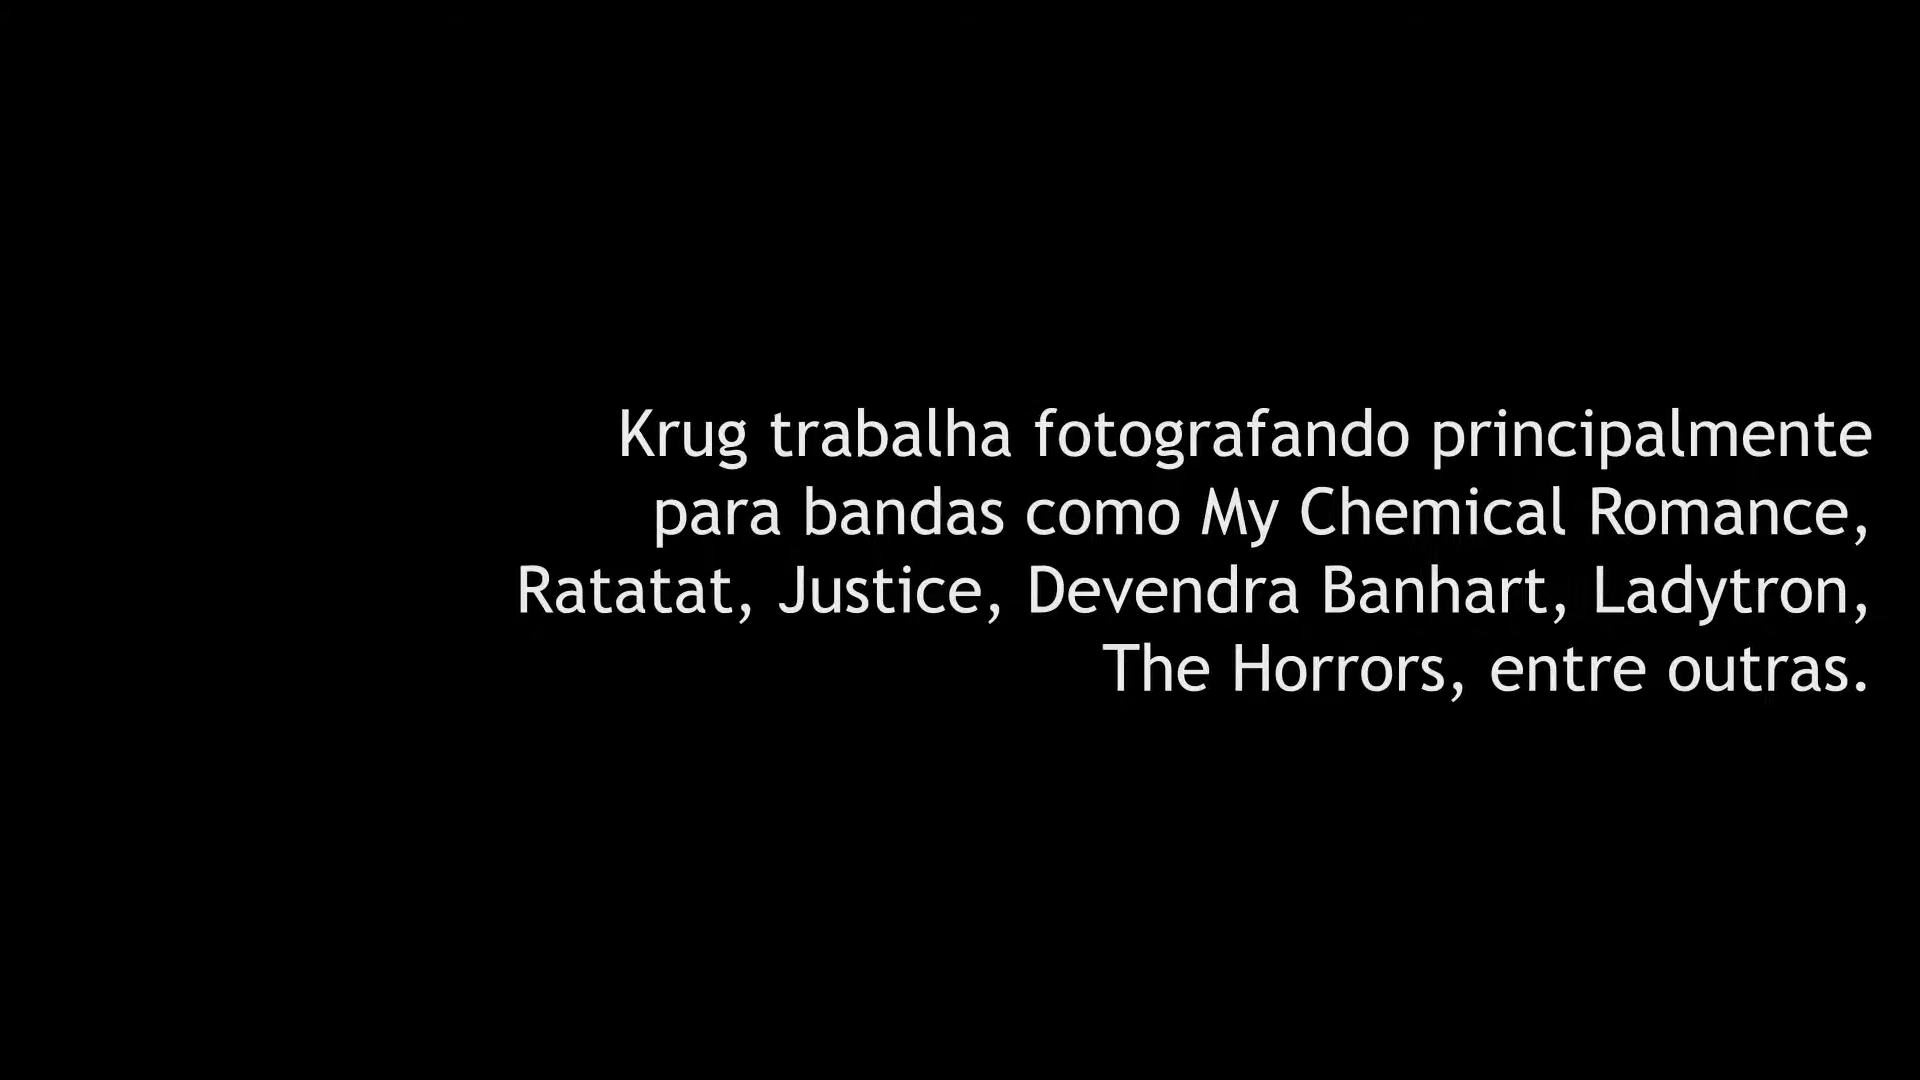 Krug trabalha fotografando principalmente
para bandas como My Chemical Romance,
Ratatat, Justice, Devendra Banhart, Ladytron,
The Horrors, entre outras.